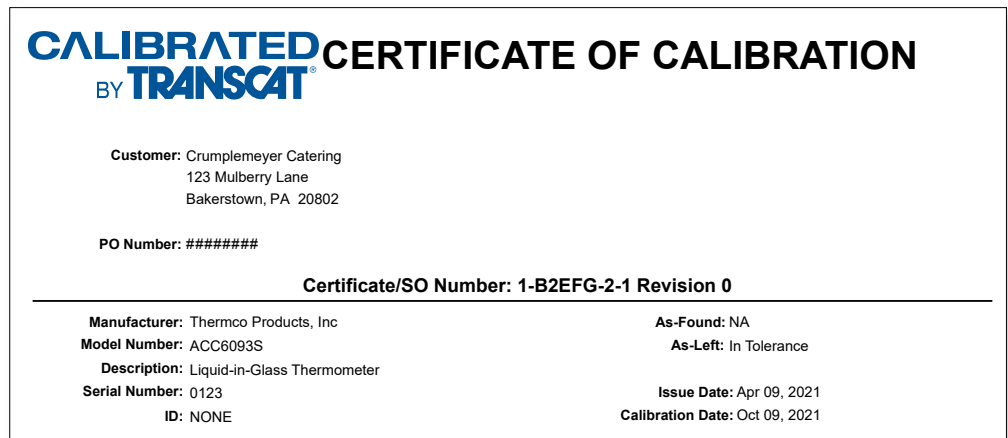 CALIBRATED
BY TRANSCAT®
CERTIFICATE OF CALIBRATION
Customer: Crumplemeyer Catering
123 Mulberry Lane
Bakerstown, PA 20802
PO Number: ########
Certificate/SO Number: 1-B2EFG-2-1 Revision 0
Manufacturer: Thermco Products, Inc
Model Number: ACC6093S
Description: Liquid-in-Glass Thermometer
Serial Number: 0123
ID: NONE
As-Found: NA
As-Left: In Tolerance
Issue Date: Apr 09, 2021
Calibration Date: Oct 09, 2021